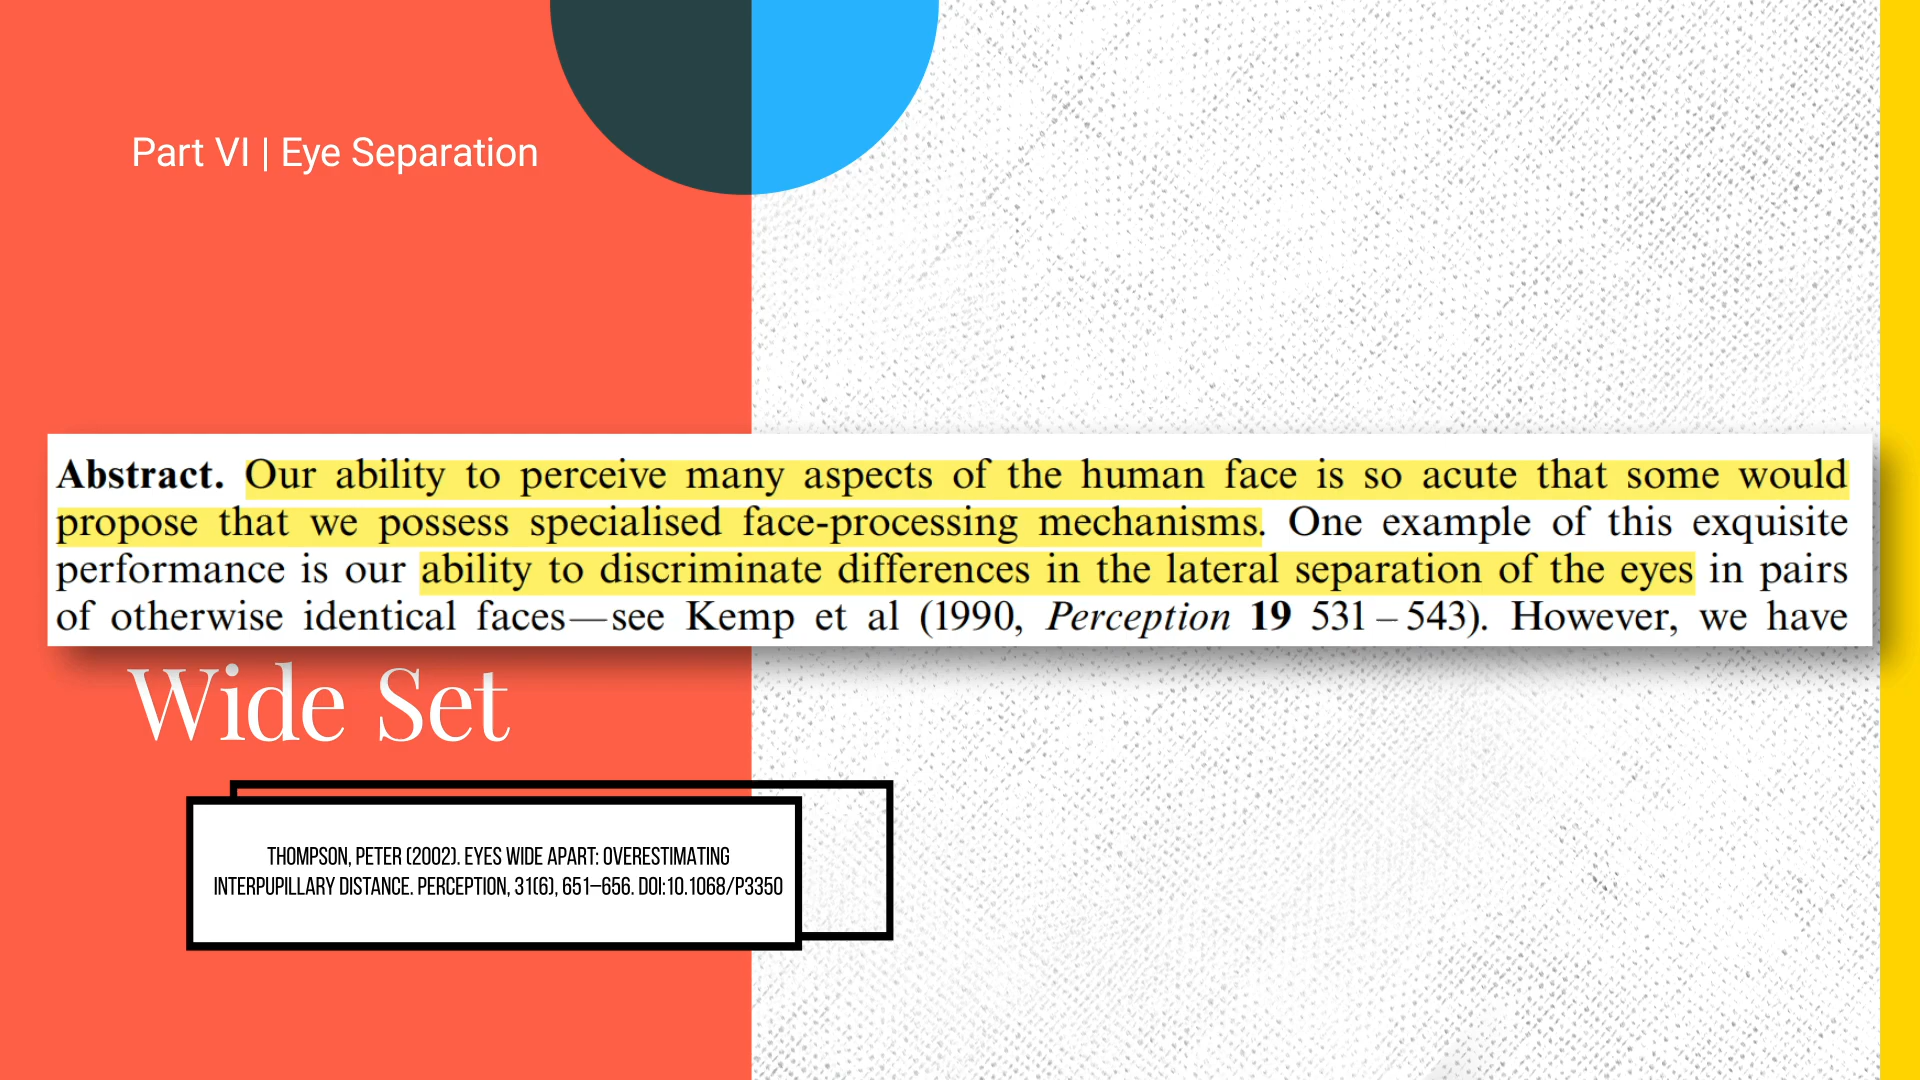 Part VI | Eye Separation
Abstract. Our ability to perceive many aspects of the human face is so acute that some would
propose that we possess specialised face-processing mechanisms. One example of this exquisite
performance is our ability to discriminate differences in the lateral separation of the eyes in pairs
of otherwise identical faces—see Kemp et al (1990, Perception 19 531–543). However, we have
Wide Set
THOMPSON, PETER (2002). EYES WIDE APART: OVERESTIMATING
INTERPUPILLARY DISTANCE. PERCEPTION, 31(6), 651–656. DOI:10.1068/P3350